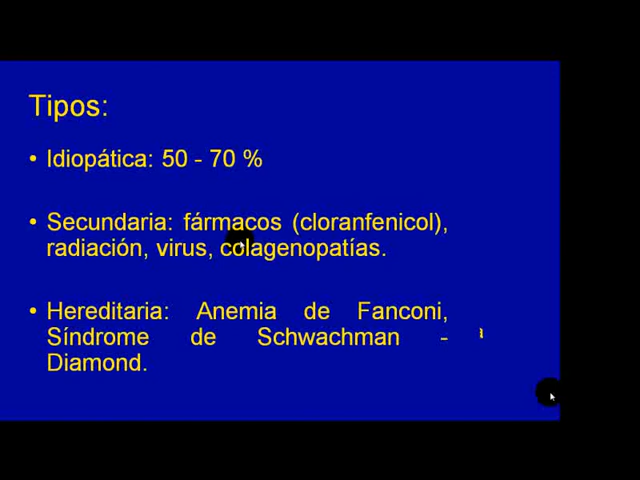 Tipos:
• Idiopática: 50 - 70 %
• Secundaria: fármacos (cloranfenicol),
radiación, virus, colagenopatías.
• Hereditaria: Anemia de Fanconi,
Síndrome de Schwachman -
Diamond.